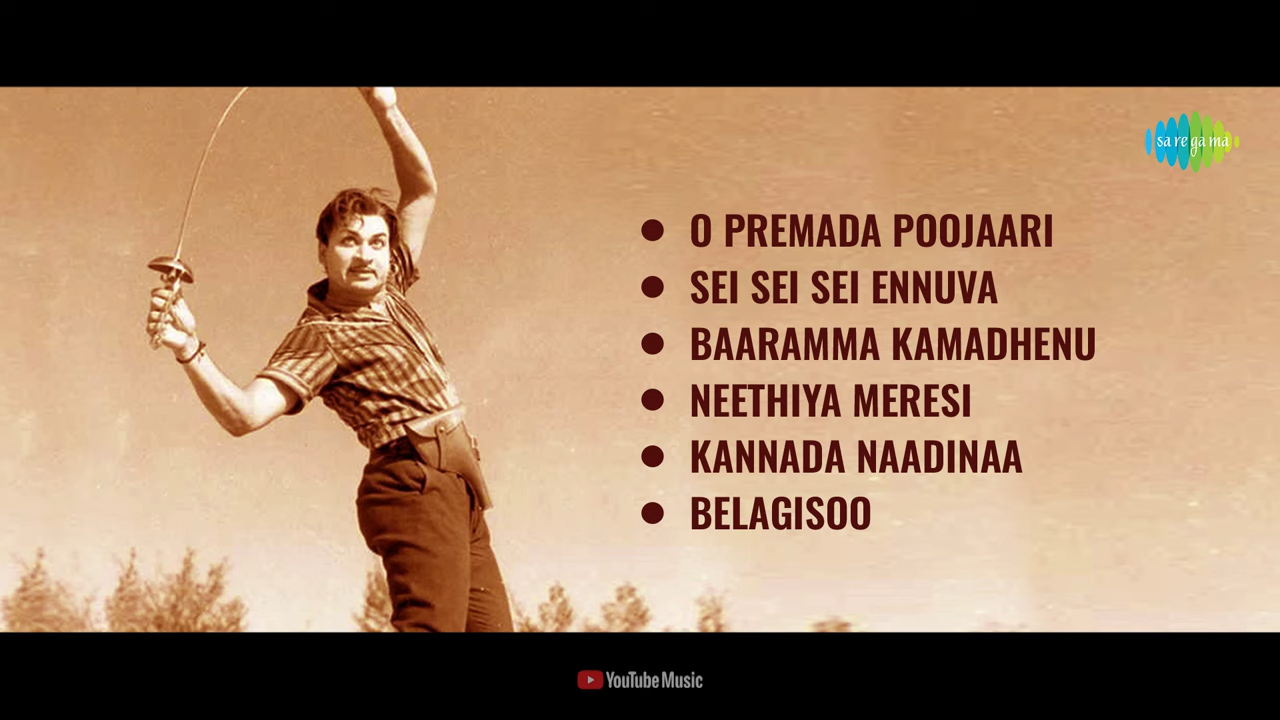 sa re ga ma
O PREMADA POOJAARI
SEI SEI SEI ENNUVA
BAARAMMA KAMADHENU
NEETHIYA MERESI
KANNADA NAADINAA
BELAGISOO
YouTube Music